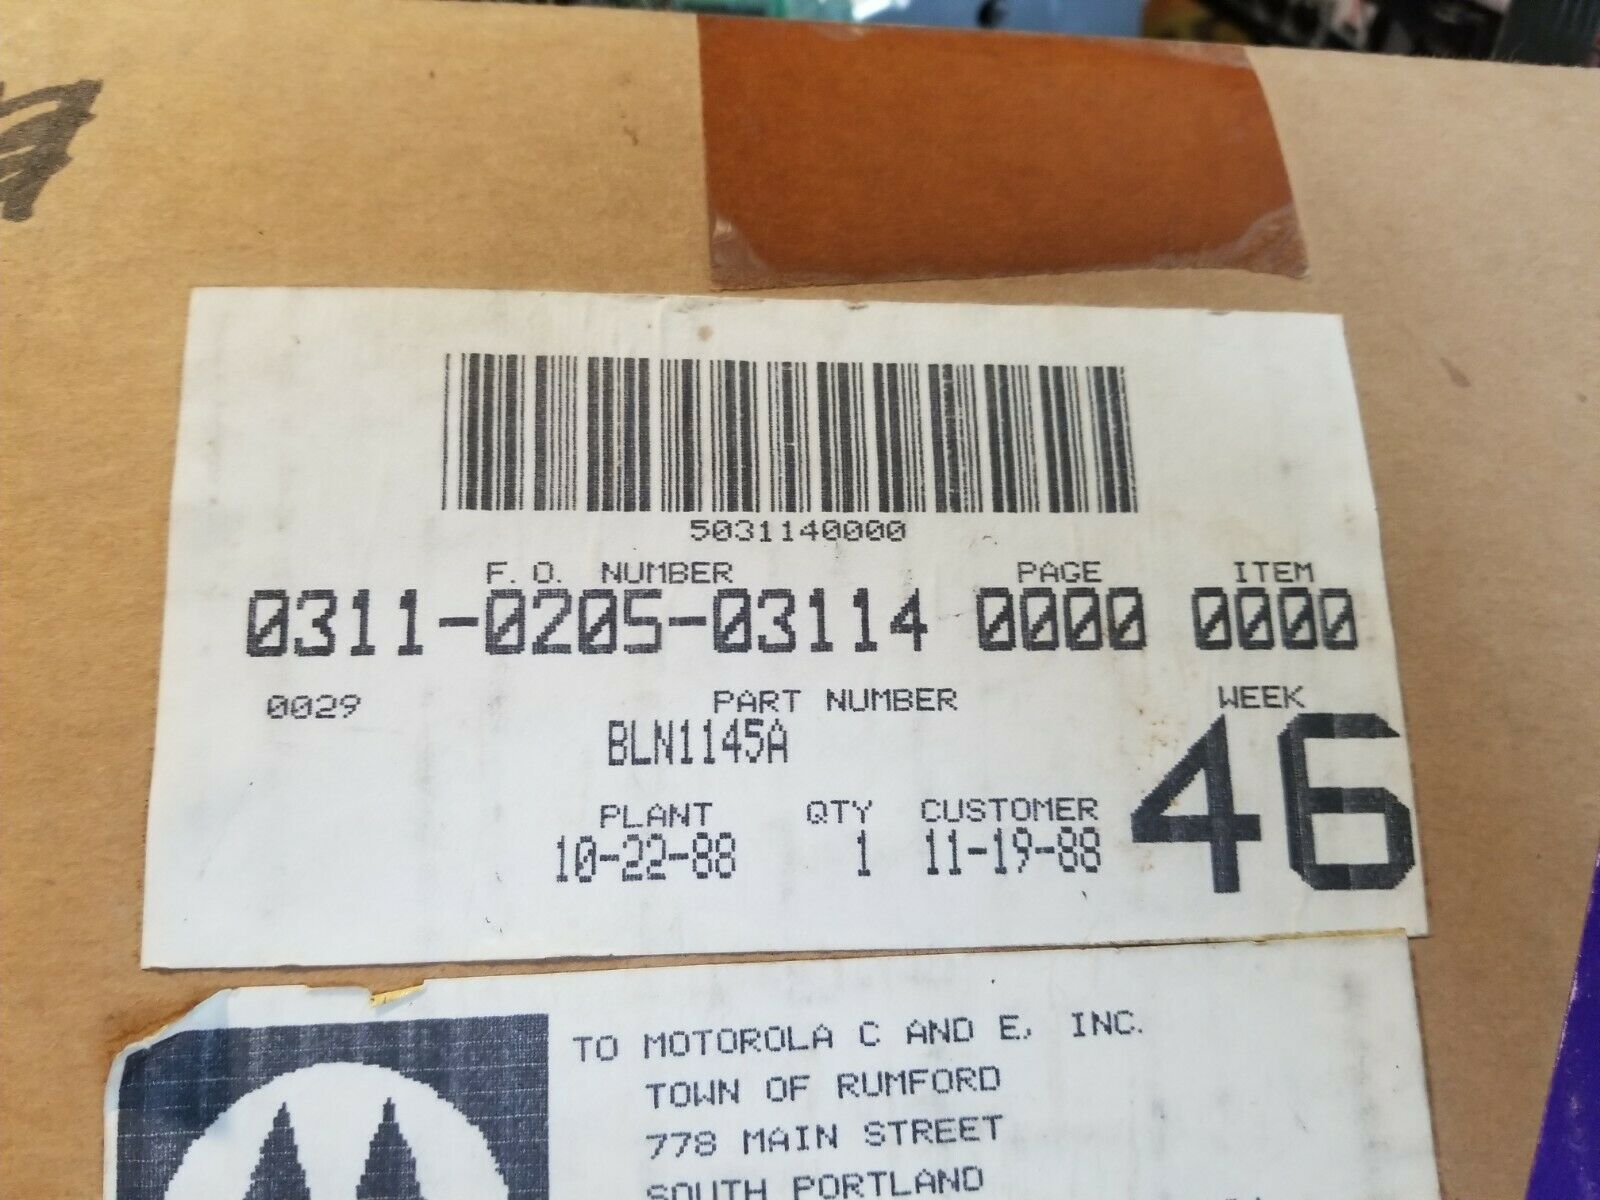 5031140000
F. O. NUMBER PAGE ITEM
0311-0205-03114 0000 0000
0029 PART NUMBER WEEK
BLN1145A 46
PLANT QTY CUSTOMER
10-22-88 1 11-19-88
TO MOTOROLA C AND E, INC.
TOWN OF RUMFORD
778 MAIN STREET
SOUTH PORTLAND